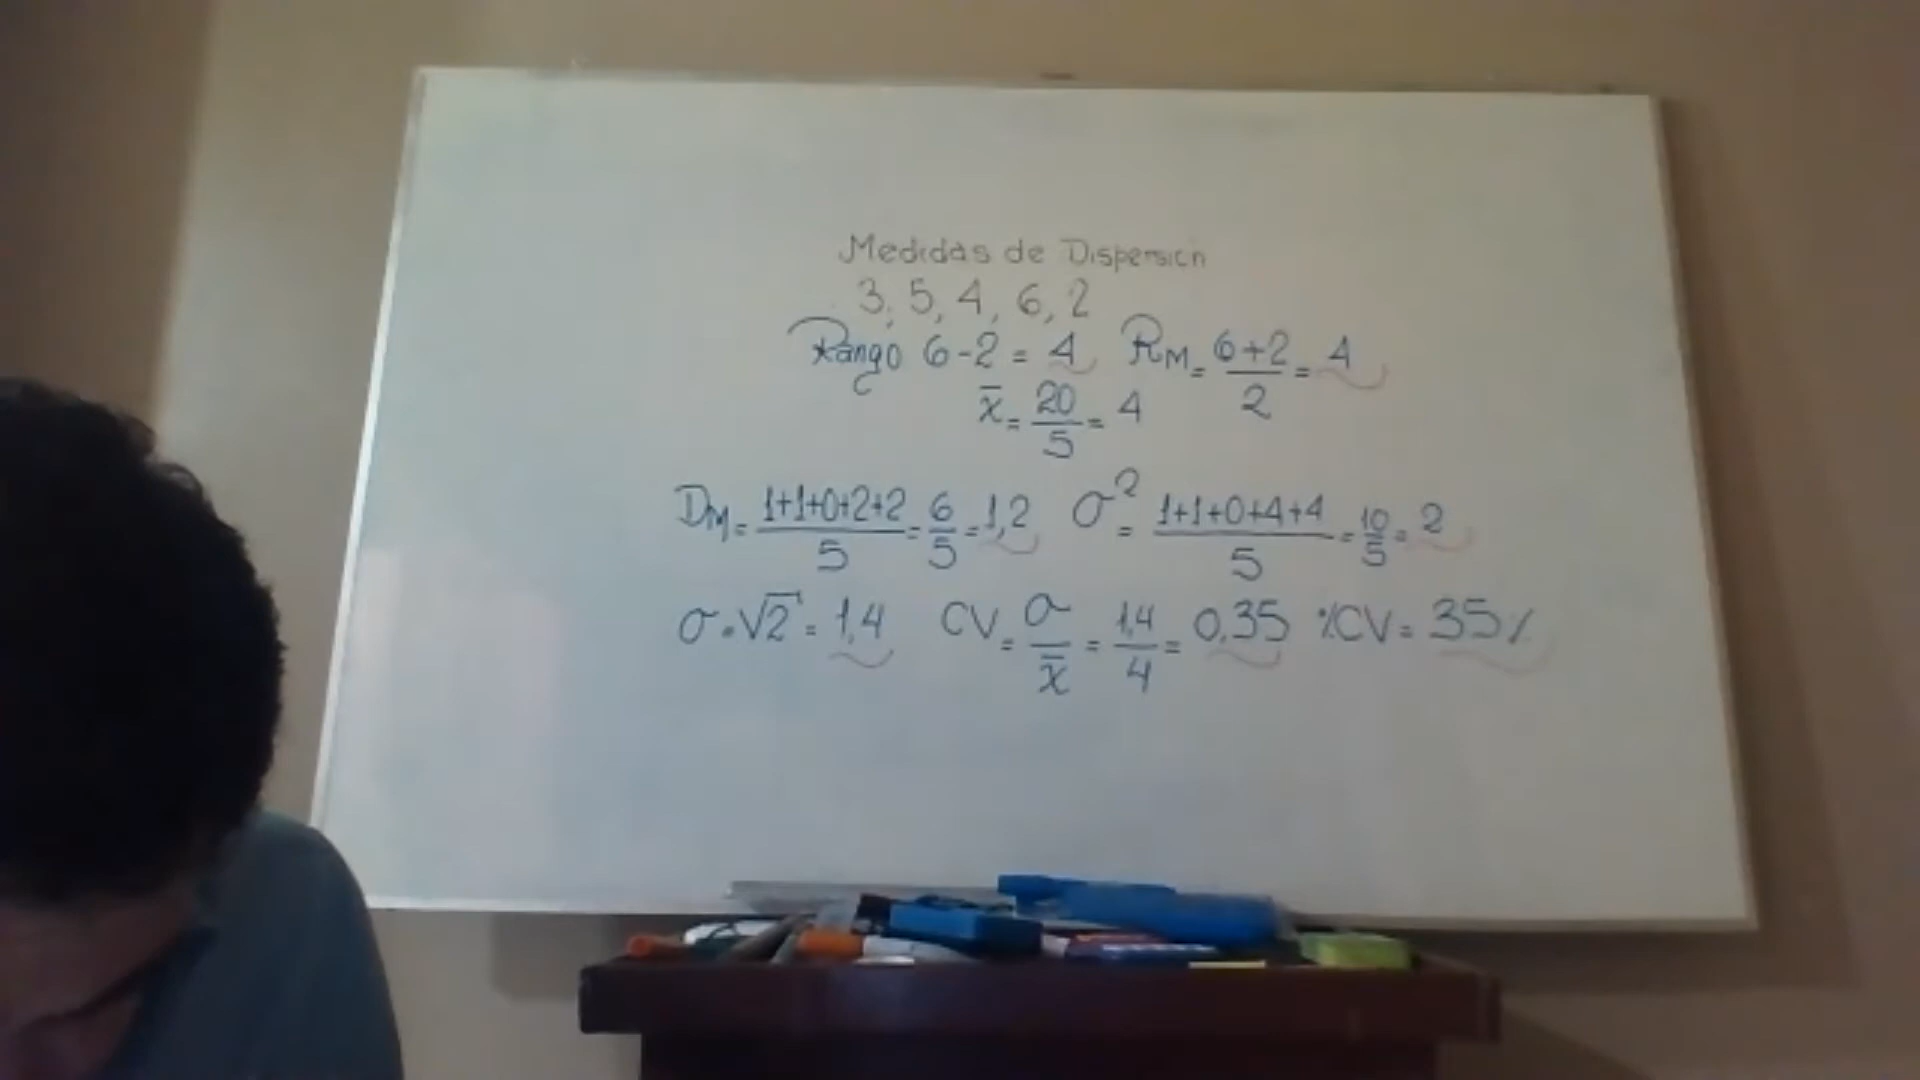 Medidas de Dispersion
3, 5, 4, 6, 2
Rango 6-2 = 4 RM = 6+2/2 = 4
x̄ = 20/5 = 4
DM = 1+1+0+2+2/5 = 6/5 = 1,2 σ² = 1+1+0+4+4/5 = 10/5 = 2
σ = √2 = 1,4 CV = σ/x̄ = 1,4/4 = 0,35 %CV = 35%